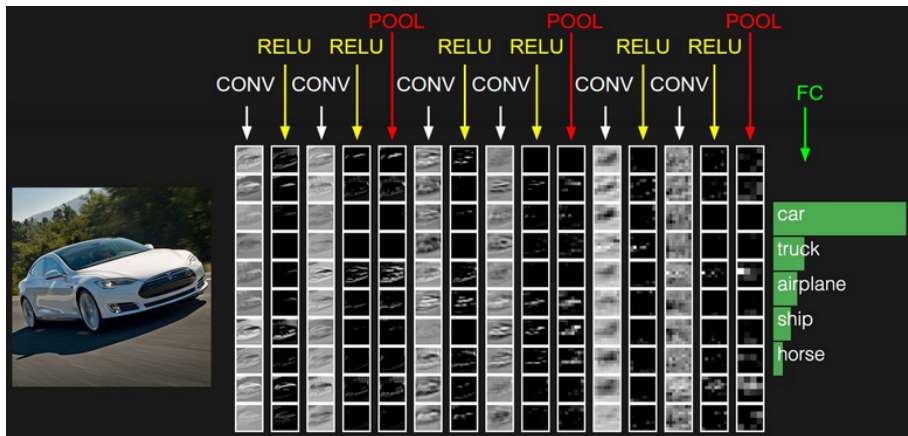 POOL POOL POOL
RELU RELU RELU RELU RELU RELU
CONV CONV CONV CONV CONV CONV
FC
car
truck
airplane
ship
horse